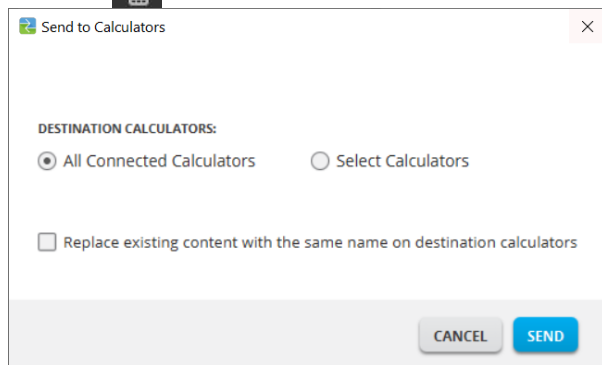 Send to Calculators
DESTINATION CALCULATORS:
All Connected Calculators
Select Calculators
Replace existing content with the same name on destination calculators
CANCEL
SEND